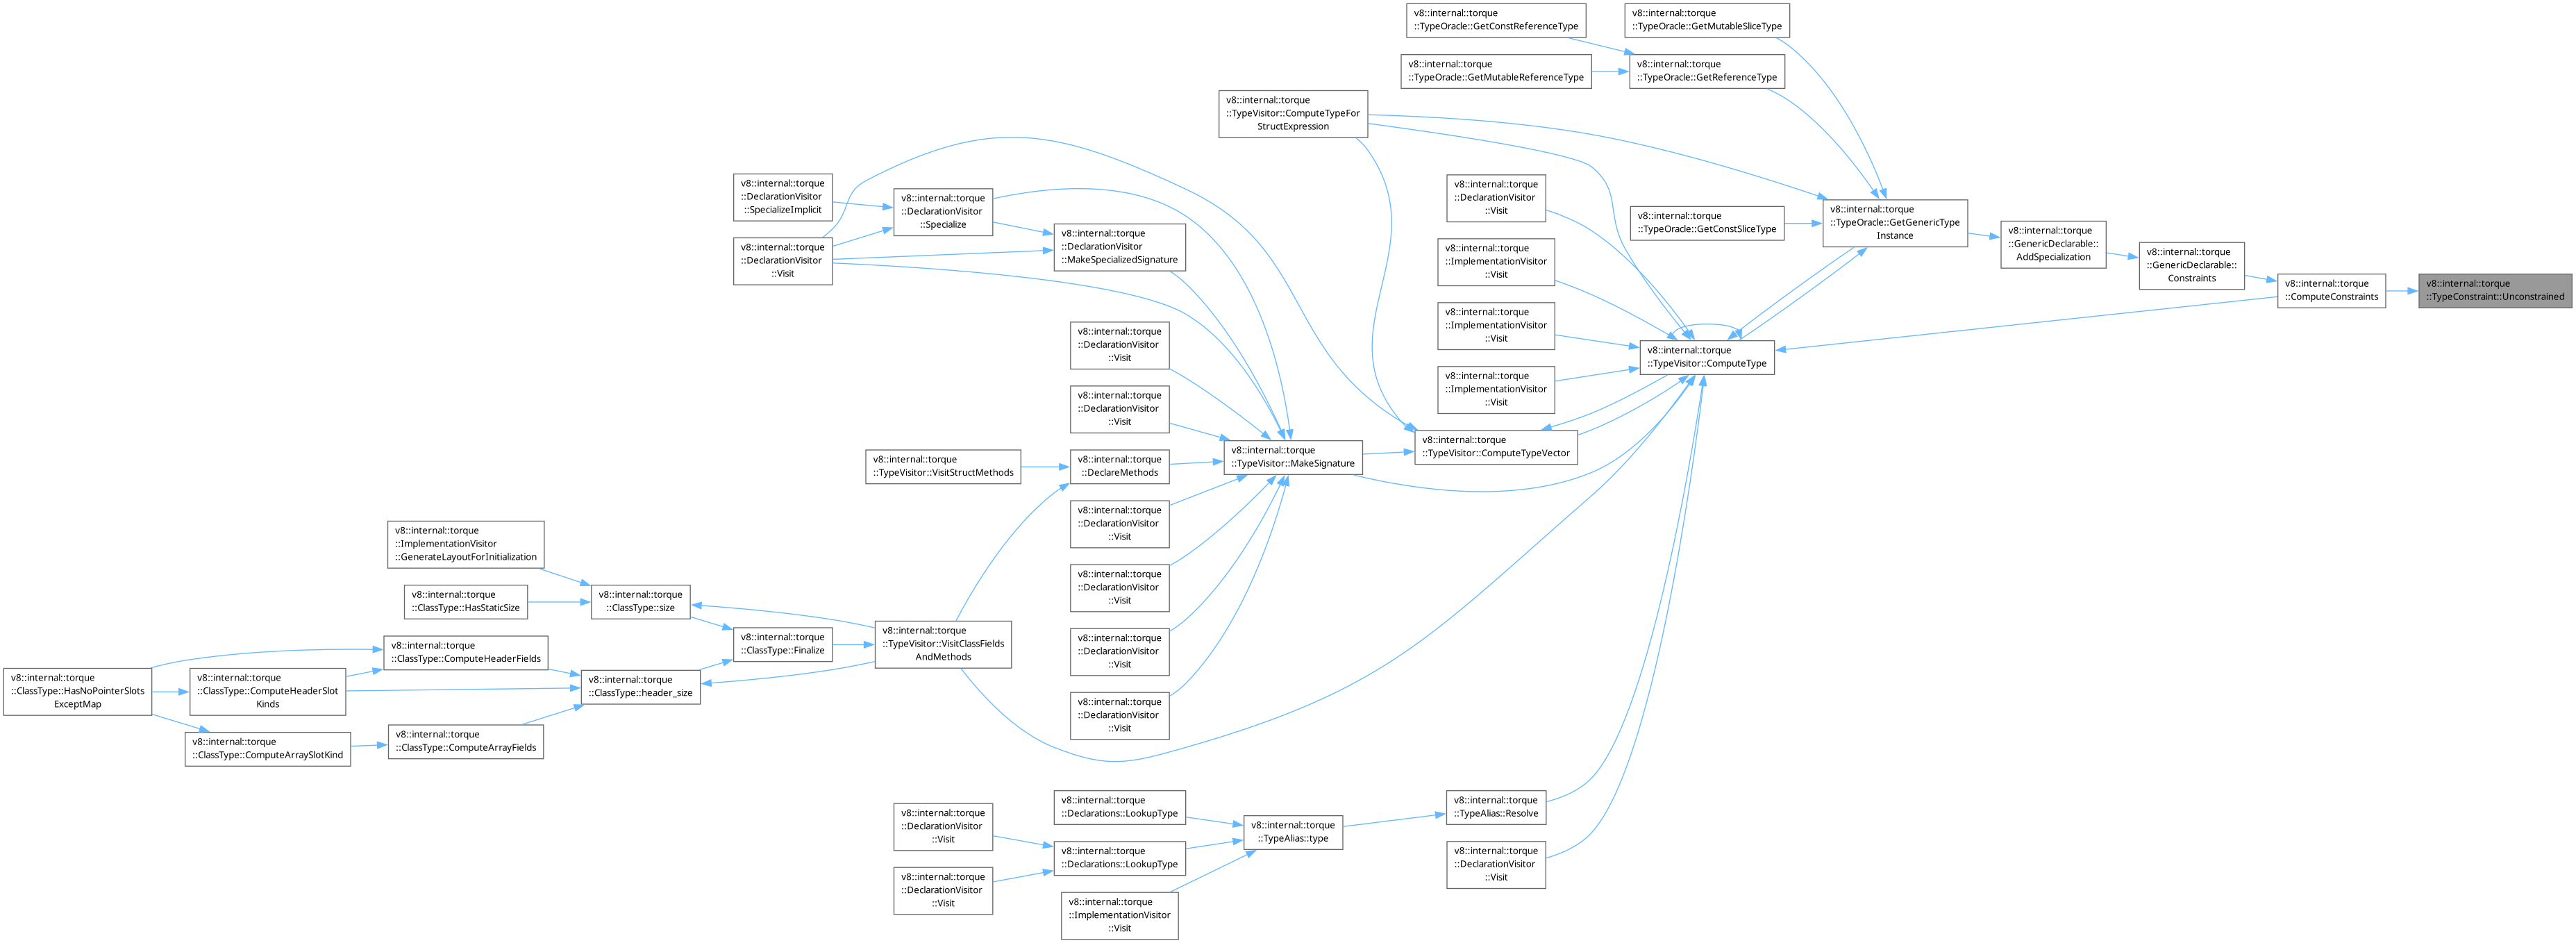 v8::internal::torque
::TypeOracle::GetConstReferenceType
v8::internal::torque
::TypeOracle::GetMutableSliceType
v8::internal::torque
::TypeOracle::GetMutableReferenceType
v8::internal::torque
::TypeOracle::GetReferenceType
v8::internal::torque
::TypeVisitor::ComputeTypeFor
StructExpression
v8::internal::torque
::DeclarationVisitor
::SpecializeImplicit
v8::internal::torque
::DeclarationVisitor
::Specialize
v8::internal::torque
::DeclarationVisitor
::Visit
v8::internal::torque
::DeclarationVisitor
::MakeSpecializedSignature
v8::internal::torque
::DeclarationVisitor
::Visit
v8::internal::torque
::TypeOracle::GetConstSliceType
v8::internal::torque
::TypeOracle::GetGenericType
Instance
v8::internal::torque
::GenericDeclarable::
AddSpecialization
v8::internal::torque
::GenericDeclarable::
Constraints
v8::internal::torque
::ComputeConstraints
v8::internal::torque
::TypeConstraint::Unconstrained
v8::internal::torque
::ImplementationVisitor
::Visit
v8::internal::torque
::ImplementationVisitor
::Visit
v8::internal::torque
::ImplementationVisitor
::Visit
v8::internal::torque
::TypeVisitor::ComputeType
v8::internal::torque
::DeclarationVisitor
::Visit
v8::internal::torque
::DeclarationVisitor
::Visit
v8::internal::torque
::TypeVisitor::VisitStructMethods
v8::internal::torque
::DeclareMethods
v8::internal::torque
::TypeVisitor::MakeSignature
v8::internal::torque
::TypeVisitor::ComputeTypeVector
v8::internal::torque
::DeclarationVisitor
::Visit
v8::internal::torque
::DeclarationVisitor
::Visit
v8::internal::torque
::DeclarationVisitor
::Visit
v8::internal::torque
::DeclarationVisitor
::Visit
v8::internal::torque
::ImplementationVisitor
::GenerateLayoutForInitialization
v8::internal::torque
::ClassType::HasStaticSize
v8::internal::torque
::ClassType::size
v8::internal::torque
::ClassType::ComputeHeaderFields
v8::internal::torque
::ClassType::Finalize
v8::internal::torque
::TypeVisitor::VisitClassFields
AndMethods
v8::internal::torque
::ClassType::HasNoPointerSlots
ExceptMap
v8::internal::torque
::ClassType::ComputeHeaderSlot
Kinds
v8::internal::torque
::ClassType::header_size
v8::internal::torque
::ClassType::ComputeArraySlotKind
v8::internal::torque
::ClassType::ComputeArrayFields
v8::internal::torque
::DeclarationVisitor
::Visit
v8::internal::torque
::Declarations::LookupType
v8::internal::torque
::TypeAlias::type
v8::internal::torque
::TypeAlias::Resolve
v8::internal::torque
::DeclarationVisitor
::Visit
v8::internal::torque
::Declarations::LookupType
v8::internal::torque
::DeclarationVisitor
::Visit
v8::internal::torque
::ImplementationVisitor
::Visit